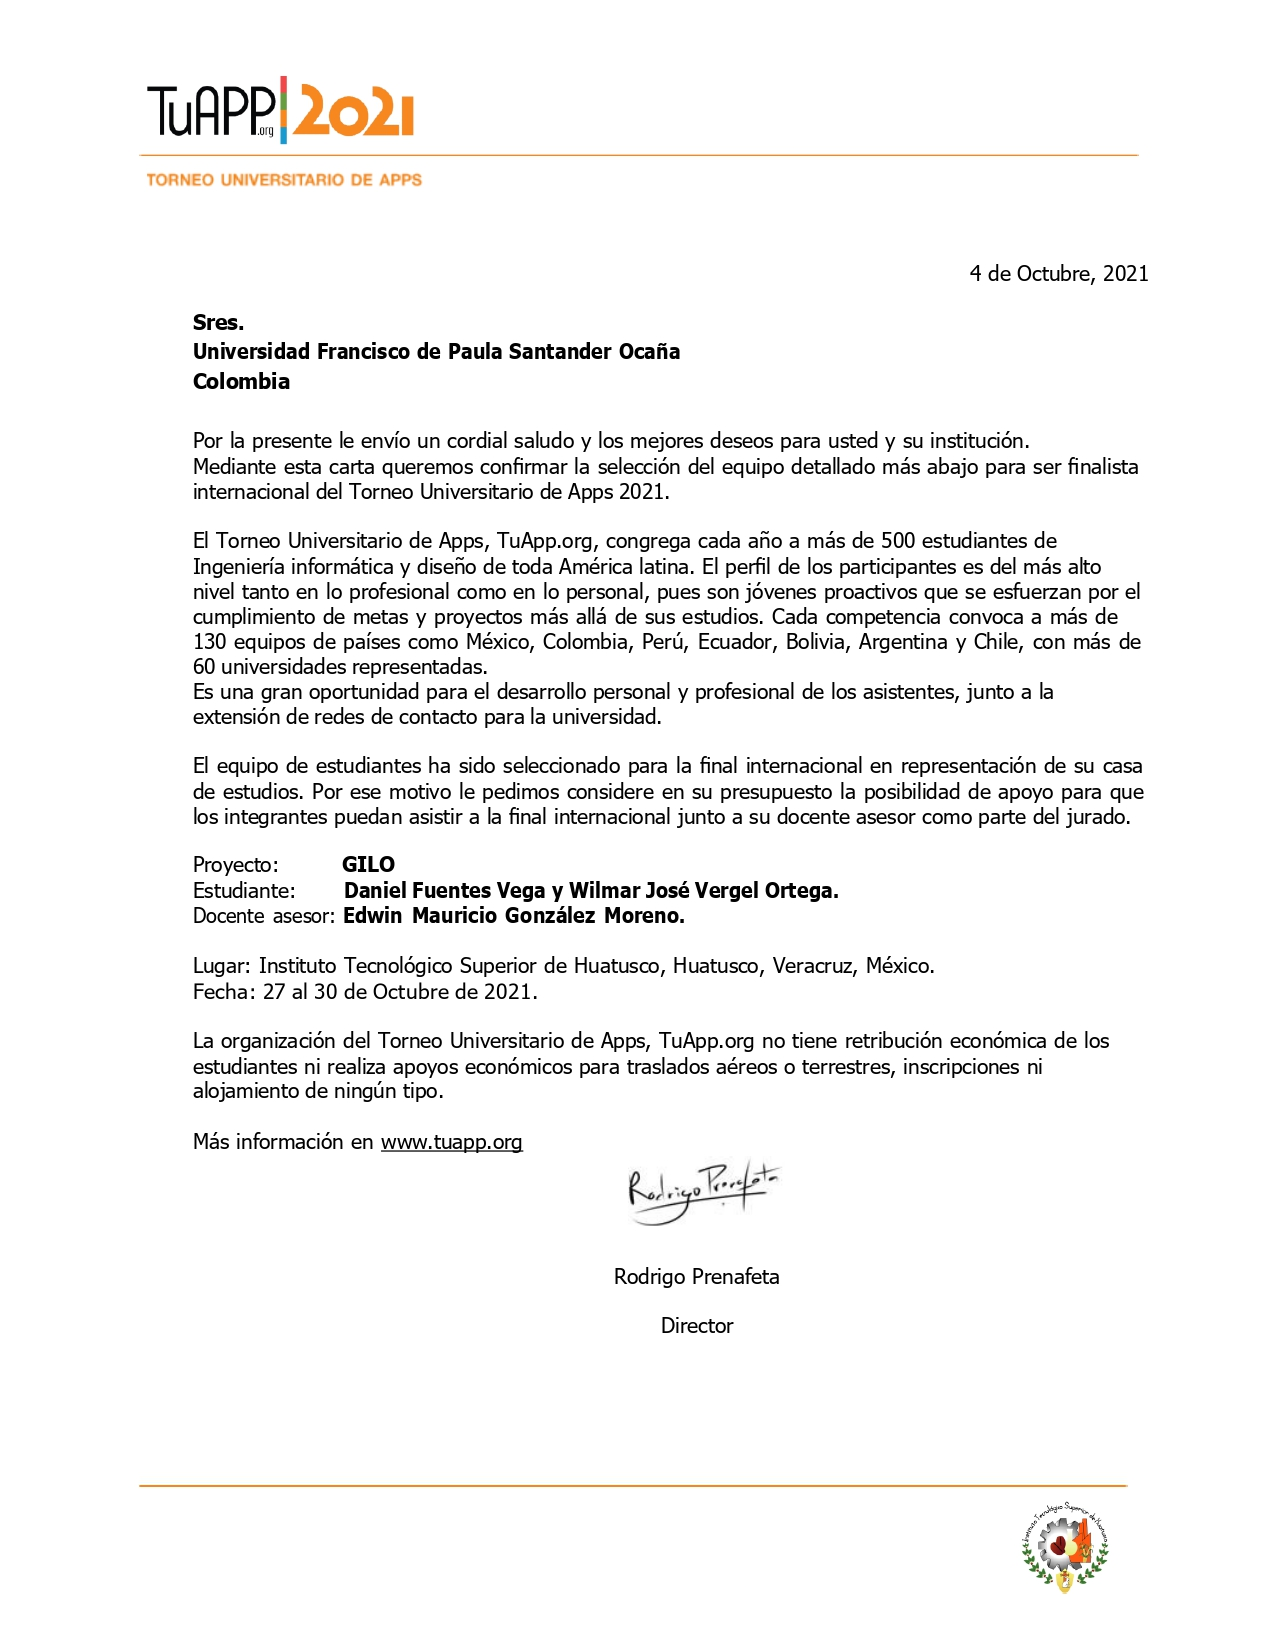 TuAPP.org 2021
TORNEO UNIVERSITARIO DE APPS
4 de Octubre, 2021
Sres.
Universidad Francisco de Paula Santander Ocaña
Colombia
Por la presente le envío un cordial saludo y los mejores deseos para usted y su institución.
Mediante esta carta queremos confirmar la selección del equipo detallado más abajo para ser finalista
internacional del Torneo Universitario de Apps 2021.
El Torneo Universitario de Apps, TuApp.org, congrega cada año a más de 500 estudiantes de
Ingeniería informática y diseño de toda América latina. El perfil de los participantes es del más alto
nivel tanto en lo profesional como en lo personal, pues son jóvenes proactivos que se esfuerzan por el
cumplimiento de metas y proyectos más allá de sus estudios. Cada competencia convoca a más de
130 equipos de países como México, Colombia, Perú, Ecuador, Bolivia, Argentina y Chile, con más de
60 universidades representadas.
Es una gran oportunidad para el desarrollo personal y profesional de los asistentes, junto a la
extensión de redes de contacto para la universidad.
El equipo de estudiantes ha sido seleccionado para la final internacional en representación de su casa
de estudios. Por ese motivo le pedimos considere en su presupuesto la posibilidad de apoyo para que
los integrantes puedan asistir a la final internacional junto a su docente asesor como parte del jurado.
Proyecto: GILO
Estudiante: Daniel Fuentes Vega y Wilmar José Vergel Ortega.
Docente asesor: Edwin Mauricio González Moreno.
Lugar: Instituto Tecnológico Superior de Huatusco, Huatusco, Veracruz, México.
Fecha: 27 al 30 de Octubre de 2021.
La organización del Torneo Universitario de Apps, TuApp.org no tiene retribución económica de los
estudiantes ni realiza apoyos económicos para traslados aéreos o terrestres, inscripciones ni
alojamiento de ningún tipo.
Más información en www.tuapp.org
Rodrigo Prenafeta
Rodrigo Prenafeta
Director
Instituto Tecnológico Superior de Huatusco